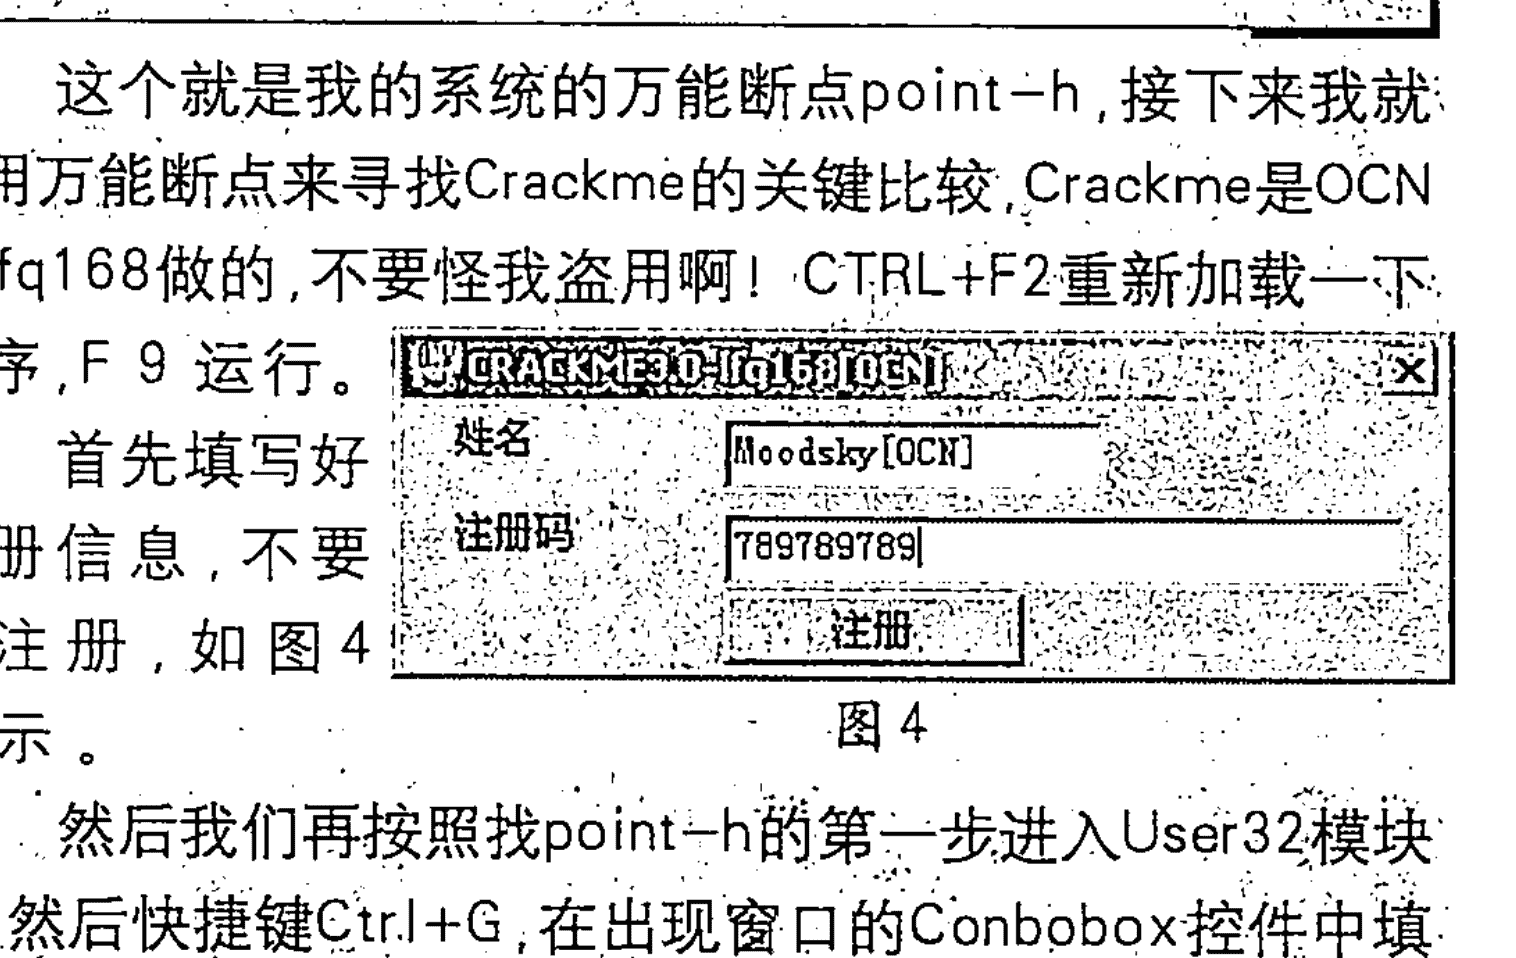 这个就是我的系统的万能断点point-h,接下来我就
用万能断点来寻找Crackme的关键比较,Crackme是OCN
fq168做的,不要怪我盗用啊! CTRL+F2重新加载一下
序,F 9 运行。
首先填写好
册信息,不要
注册,如图4
示。
CRACKME3.0-lfq168[OCN]
姓名
Moodsky[OCN]
注册码
789789789
注册
图 4
然后我们再按照找point-h的第一步进入User32模块
然后快捷键Ctrl+G,在出现窗口的Conbobox控件中填